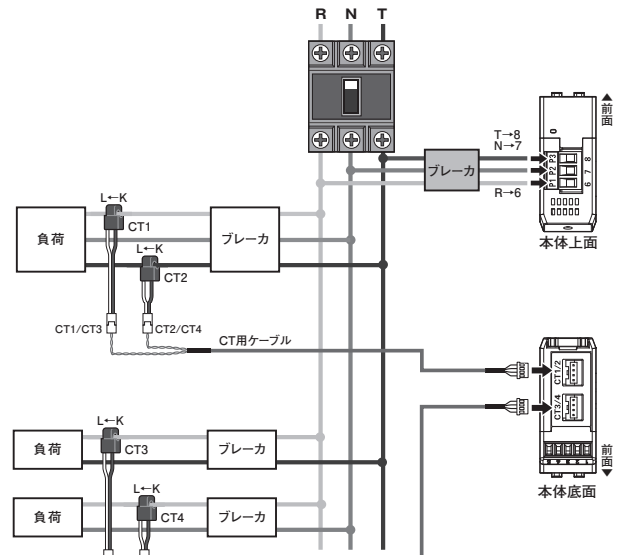 R N T
▲前面
T→8
N→7
P3 8
P2 7
P1 6
ブレーカ
R→6
本体上面
L←K
CT1
負荷
ブレーカ
L←K
CT2
CT1/CT3
CT2/CT4
CT用ケーブル
CT1/2
CT3/4
L←K
CT3
負荷
ブレーカ
前面▼
本体底面
L←K
CT4
負荷
ブレーカ